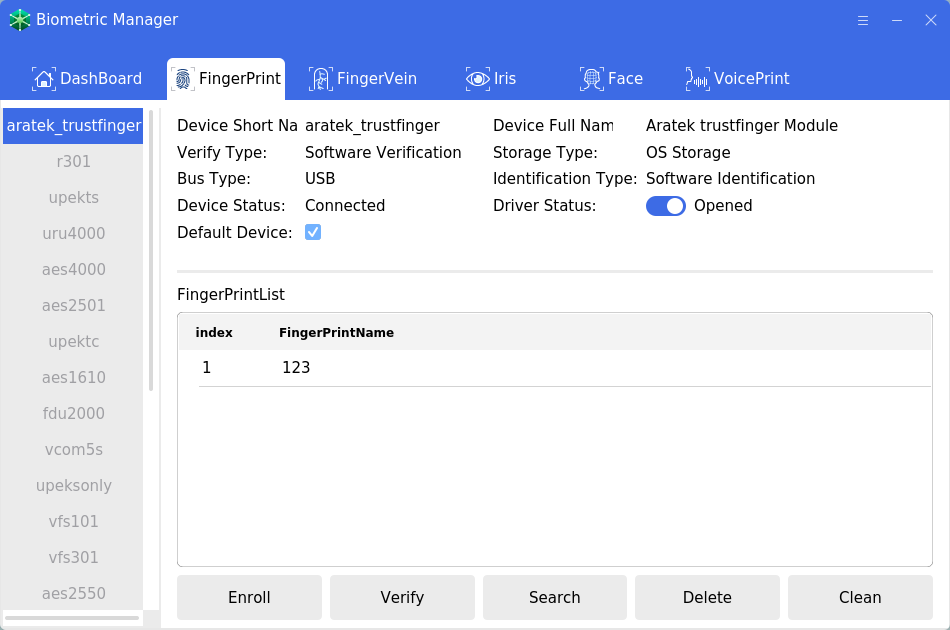 Biometric Manager
DashBoard
FingerPrint
FingerVein
Iris
Face
VoicePrint
aratek_trustfinger
r301
upekts
uru4000
aes4000
aes2501
upektc
aes1610
fdu2000
vcom5s
upeksonly
vfs101
vfs301
aes2550
Device Short Na aratek_trustfinger Device Full Nam Aratek trustfinger Module
Verify Type: Software Verification Storage Type: OS Storage
Bus Type: USB Identification Type: Software Identification
Device Status: Connected Driver Status: Opened
Default Device:
FingerPrintList
index FingerPrintName
1 123
Enroll
Verify
Search
Delete
Clean